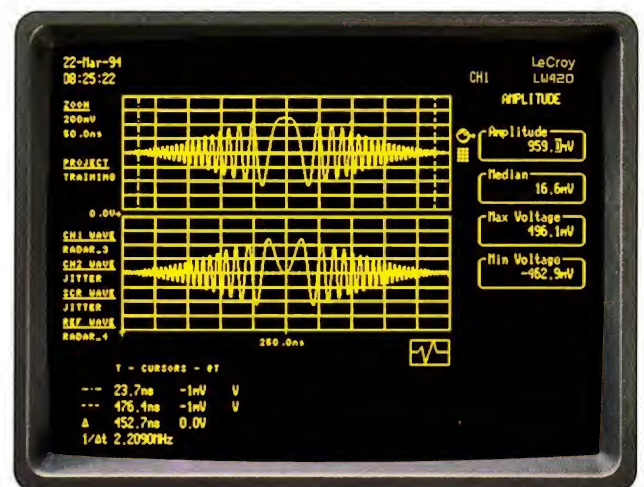 22-Mar-94
08:25:22
LeCroy
CH1 LW420
AMPLITUDE
ZOOM
200mV
50.0ns
PROJECT
TRAINING
0.0V
CH1 WAVE
RADAR_3
CH2 WAVE
JITTER
SCR WAVE
JITTER
REF WAVE
RADAR_4
250.0ns
Amplitude
959.0mV
Median
16.6mV
Max Voltage
496.1mV
Min Voltage
-462.9mV
T - CURSORS - ΔT
23.7ns -1mV V
476.4ns -1mV V
Δ 452.7ns 0.0V
1/Δt 2.2090MHz